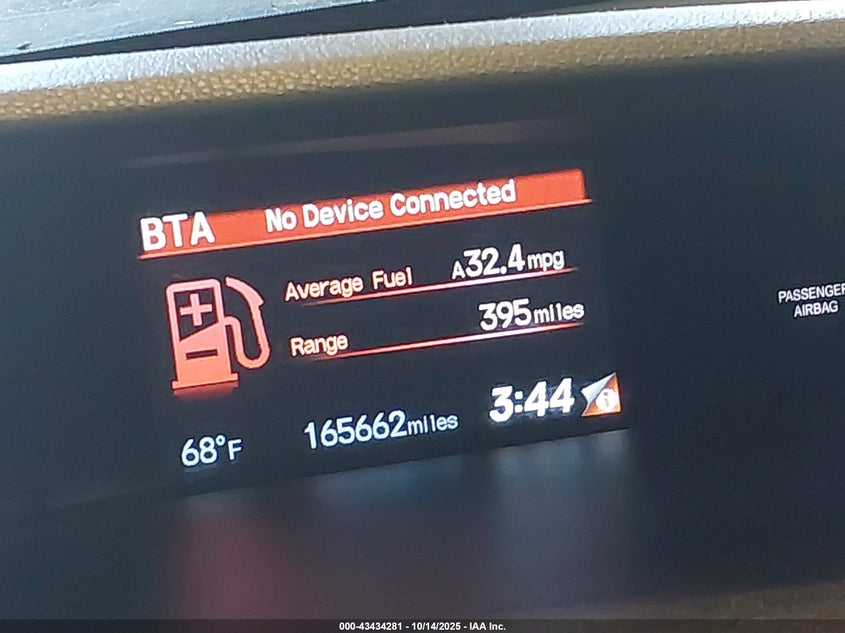 BTA No Device Connected
Average Fuel A32.4mpg
Range 395miles
68°F 165662miles 3:44
PASSENGER
AIRBAG
000-43434281 - 10/14/2025 - IAA Inc.